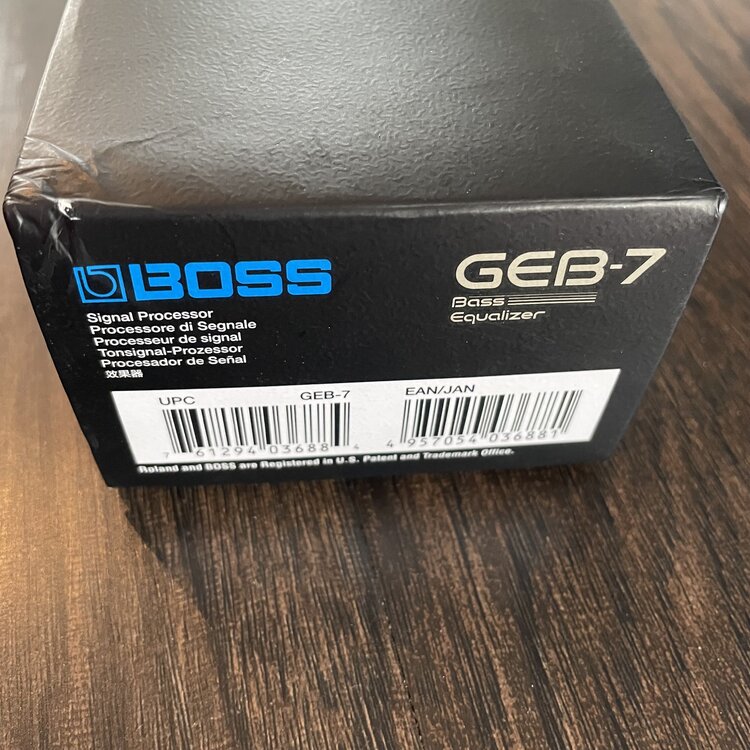 BOSS
Signal Processor
Processore di Segnale
Processeur de signal
Tonsignal-Prozessor
Procesador de Señal
効果器
GEB-7
Bass
Equalizer
UPC GEB-7
7 61294 03688 4
EAN/JAN
4 957054 036881
Roland and BOSS are Registered in U.S. Patent and Trademark Office.